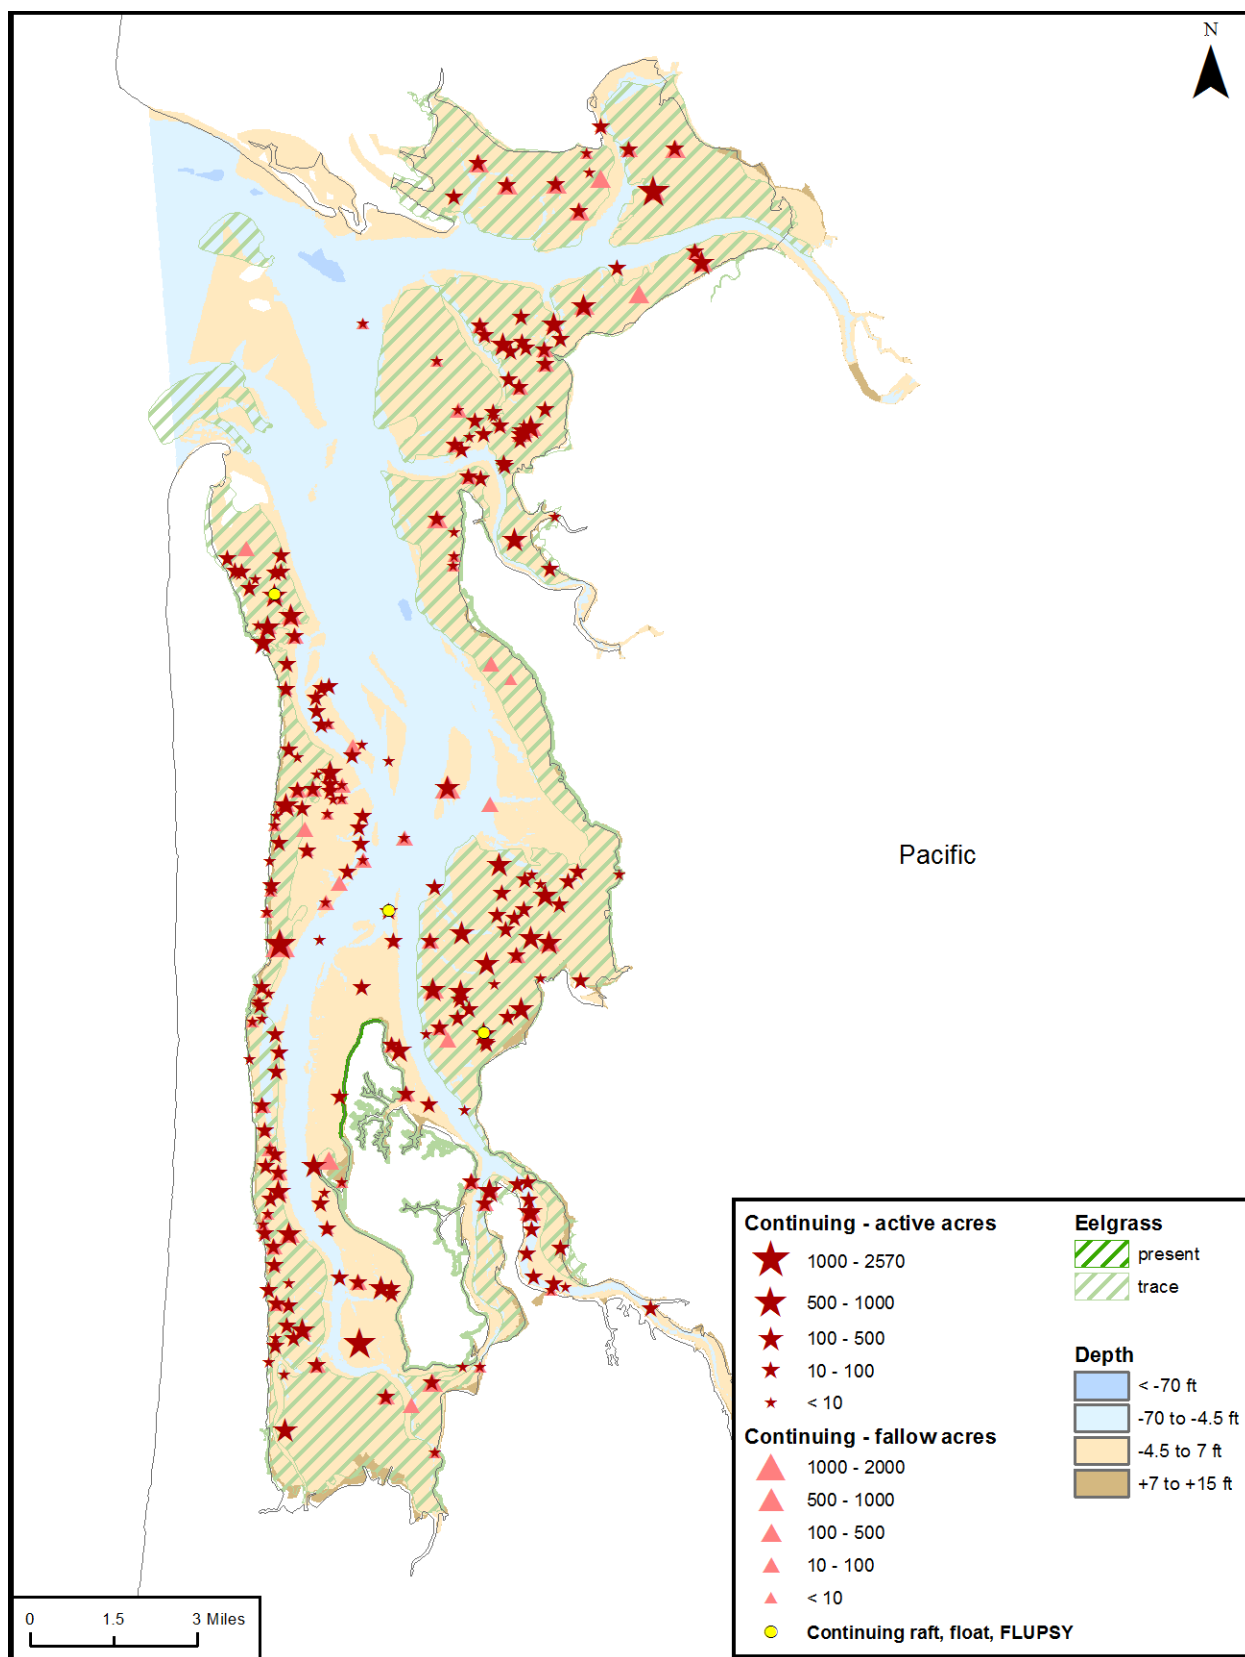 N
Pacific
Continuing - active acres
1000 - 2570
500 - 1000
100 - 500
10 - 100
< 10
Continuing - fallow acres
1000 - 2000
500 - 1000
100 - 500
10 - 100
< 10
Continuing raft, float, FLUPSY
Eelgrass
present
trace
Depth
< -70 ft
-70 to -4.5 ft
-4.5 to 7 ft
+7 to +15 ft
0 1.5 3 Miles